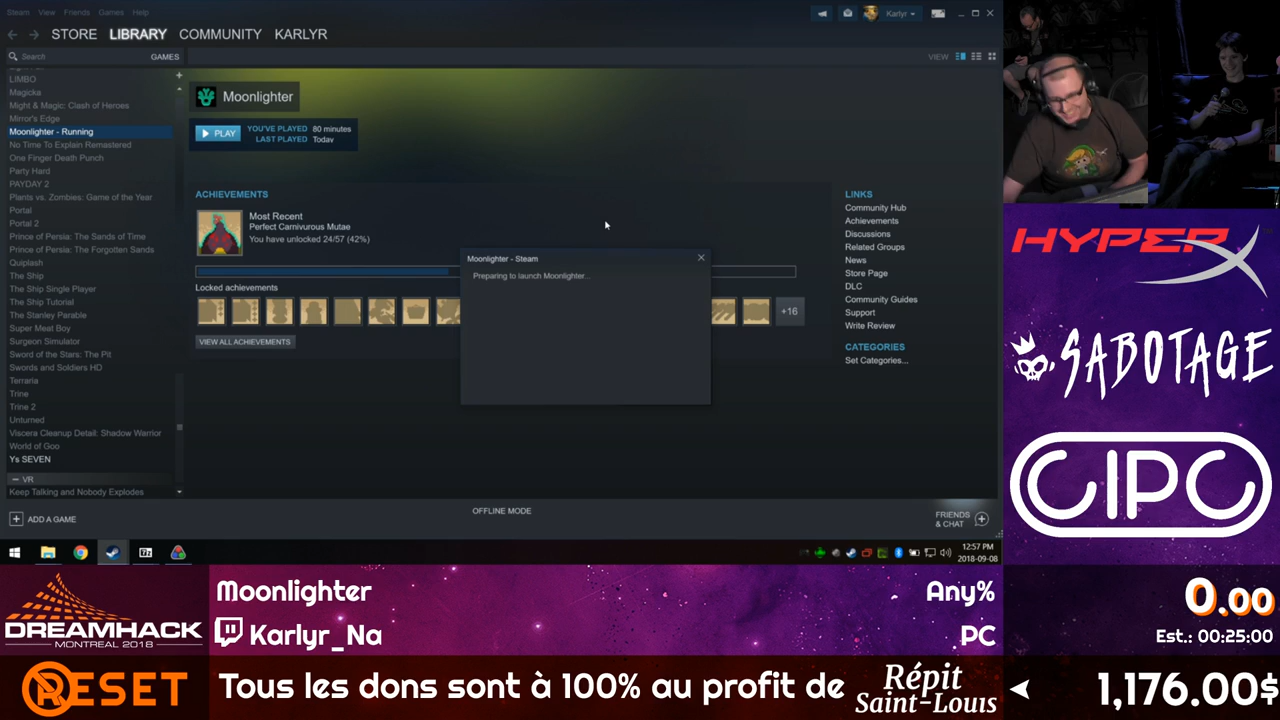 Steam View Friends Games Help
Karlyr
STORE LIBRARY COMMUNITY KARLYR
Search GAMES
VIEW
LIMBO
Magicka
Might & Magic: Clash of Heroes
Mirror's Edge
Moonlighter - Running
No Time To Explain Remastered
One Finger Death Punch
Party Hard
PAYDAY 2
Plants vs. Zombies: Game of the Year
Portal
Portal 2
Prince of Persia: The Sands of Time
Prince of Persia: The Forgotten Sands
Quiplash
The Ship
The Ship Single Player
The Ship Tutorial
The Stanley Parable
Super Meat Boy
Surgeon Simulator
Sword of the Stars: The Pit
Swords and Soldiers HD
Terraria
Trine
Trine 2
Unturned
Viscera Cleanup Detail: Shadow Warrior
World of Goo
Ys SEVEN
VR
Keep Talking and Nobody Explodes
ADD A GAME
Moonlighter
PLAY
YOU'VE PLAYED 80 minutes
LAST PLAYED Today
ACHIEVEMENTS
Most Recent
Perfect Carnivurous Mutae
You have unlocked 24/57 (42%)
Locked achievements
+16
VIEW ALL ACHIEVEMENTS
Moonlighter - Steam
Preparing to launch Moonlighter...
LINKS
Community Hub
Achievements
Discussions
Related Groups
News
Store Page
DLC
Community Guides
Support
Write Review
CATEGORIES
Set Categories...
OFFLINE MODE
FRIENDS
& CHAT
12:57 PM
2018-09-08
HYPERX
SABOTAGE
CIPC
DREAMHACK
MONTREAL 2018
Moonlighter
Karlyr_Na
Any%
PC
0.00
Est.: 00:25:00
RESET
Tous les dons sont à 100% au profit de
Répit
Saint-Louis
1,176.00$